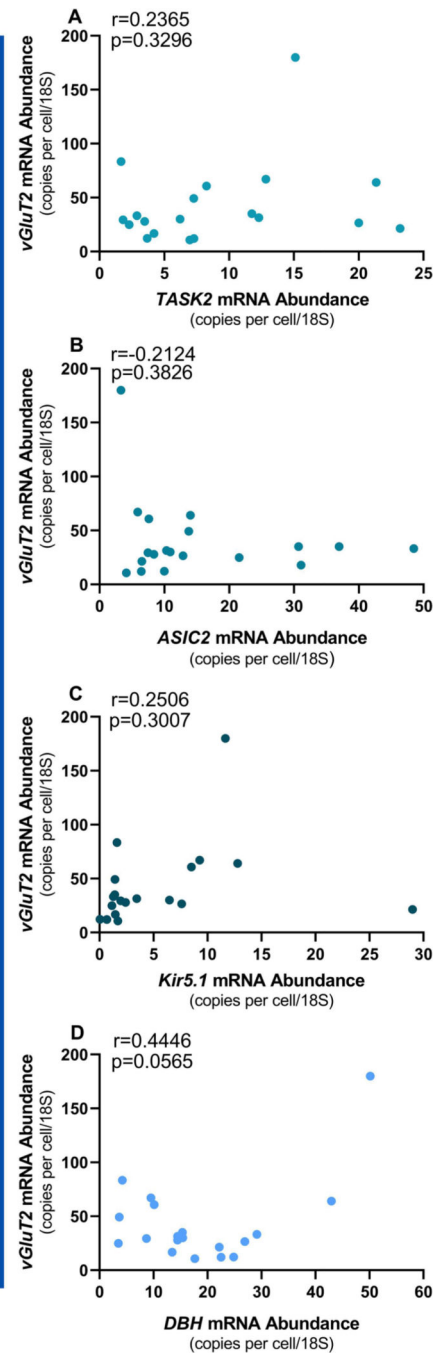 A
r=0.2365
p=0.3296
vGluT2 mRNA Abundance
(copies per cell/18S)
200
150
100
50
0
0 5 10 15 20 25
TASK2 mRNA Abundance
(copies per cell/18S)
B
r=-0.2124
p=0.3826
vGluT2 mRNA Abundance
(copies per cell/18S)
200
150
100
50
0
0 10 20 30 40 50
ASIC2 mRNA Abundance
(copies per cell/18S)
C
r=0.2506
p=0.3007
vGluT2 mRNA Abundance
(copies per cell/18S)
200
150
100
50
0
0 5 10 15 20 25 30
Kir5.1 mRNA Abundance
(copies per cell/18S)
D
r=0.4446
p=0.0565
vGluT2 mRNA Abundance
(copies per cell/18S)
200
150
100
50
0
0 10 20 30 40 50 60
DBH mRNA Abundance
(copies per cell/18S)